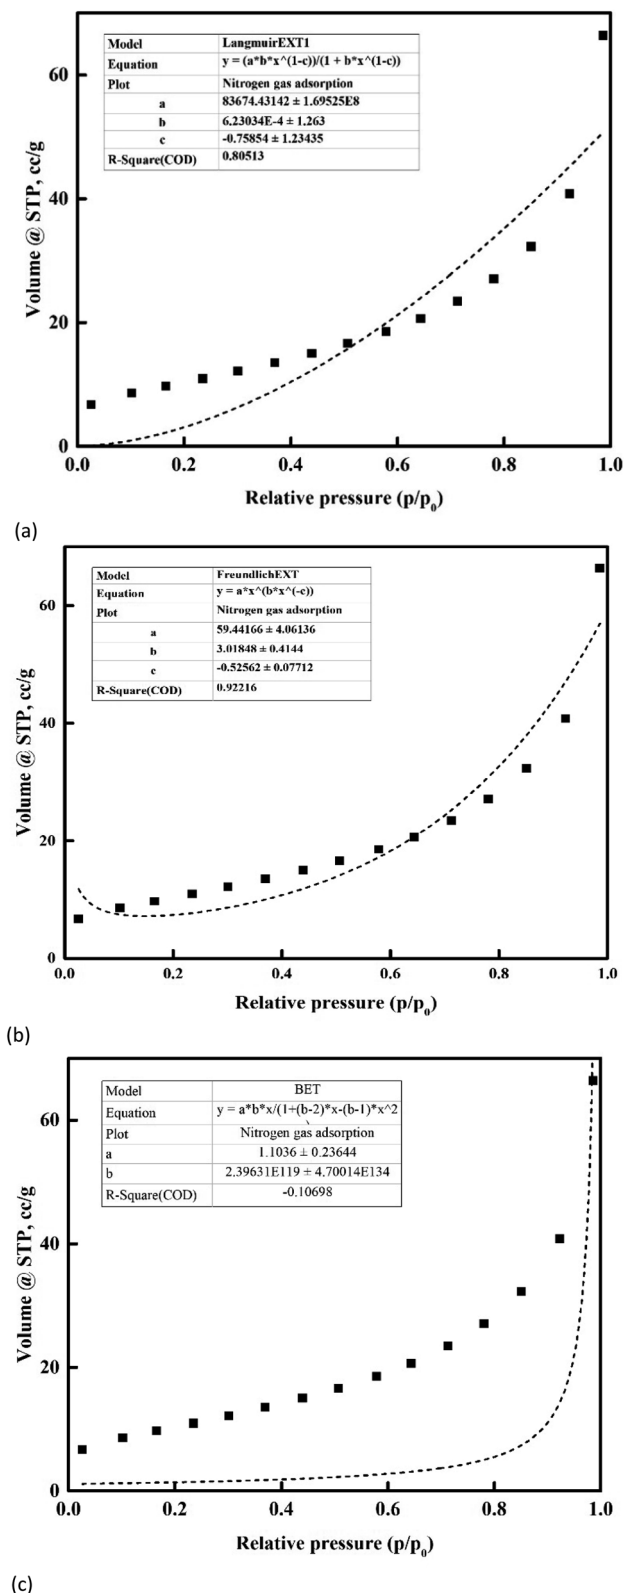 Model LangmuirEXT1
Equation y = (a*b*x^(1-c))/(1 + b*x^(1-c))
Plot Nitrogen gas adsorption
a 83674.43142 ± 1.69525E8
b 6.23034E-4 ± 1.263
c -0.75854 ± 1.23435
R-Square(COD) 0.80513
Volume @ STP, cc/g
60
40
20
0
0.0 0.2 0.4 0.6 0.8 1.0
Relative pressure (p/p0)
(a)
Model FreundlichEXT
Equation y = a*x^(b*x^(-c))
Plot Nitrogen gas adsorption
a 59.44166 ± 4.06136
b 3.01848 ± 0.4144
c -0.52562 ± 0.07712
R-Square(COD) 0.92216
Volume @ STP, cc/g
60
40
20
0
0.0 0.2 0.4 0.6 0.8 1.0
Relative pressure (p/p0)
(b)
Model BET
Equation y = a*b*x/(1+(b-2)*x-(b-1)*x^2
)
Plot Nitrogen gas adsorption
a 1.1036 ± 0.23644
b 2.39631E119 ± 4.70014E134
R-Square(COD) -0.10698
Volume @ STP, cc/g
60
40
20
0
0.0 0.2 0.4 0.6 0.8 1.0
Relative pressure (p/p0)
(c)